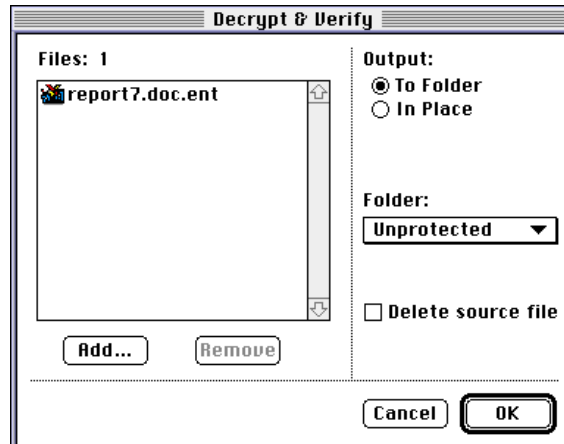 Decrypt & Verify
Files: 1
report7.doc.ent
Add...
Remove
Output:
To Folder
In Place
Folder:
Unprotected
Delete source file
Cancel
OK